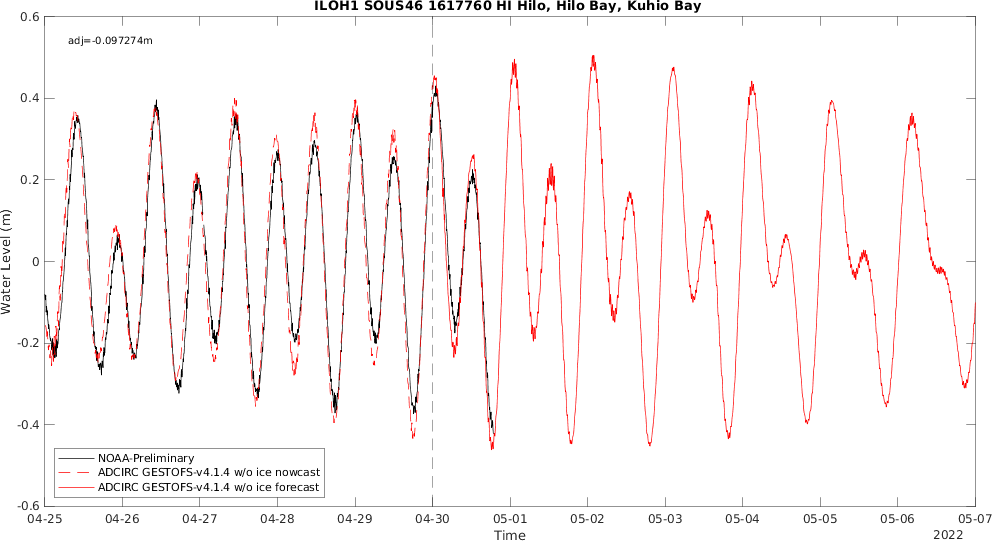 ILOH1 SOUS46 1617760 HI Hilo, Hilo Bay, Kuhio Bay
adj=-0.097274m
0.6
0.4
0.2
0
-0.2
-0.4
-0.6
Water Level (m)
NOAA-Preliminary
ADCIRC GESTOFS-v4.1.4 w/o ice nowcast
ADCIRC GESTOFS-v4.1.4 w/o ice forecast
04-25 04-26 04-27 04-28 04-29 04-30 05-01 05-02 05-03 05-04 05-05 05-06 05-07
Time
2022